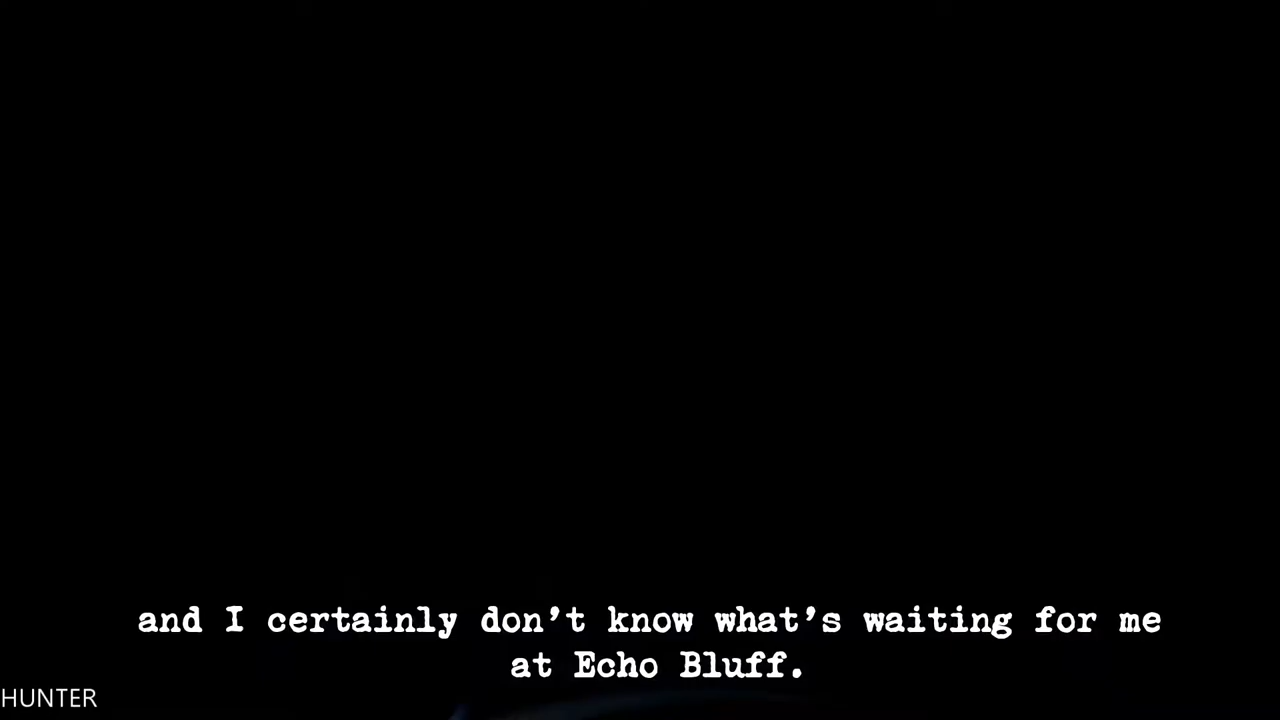 and I certainly don't know what's waiting for me
at Echo Bluff.
HUNTER